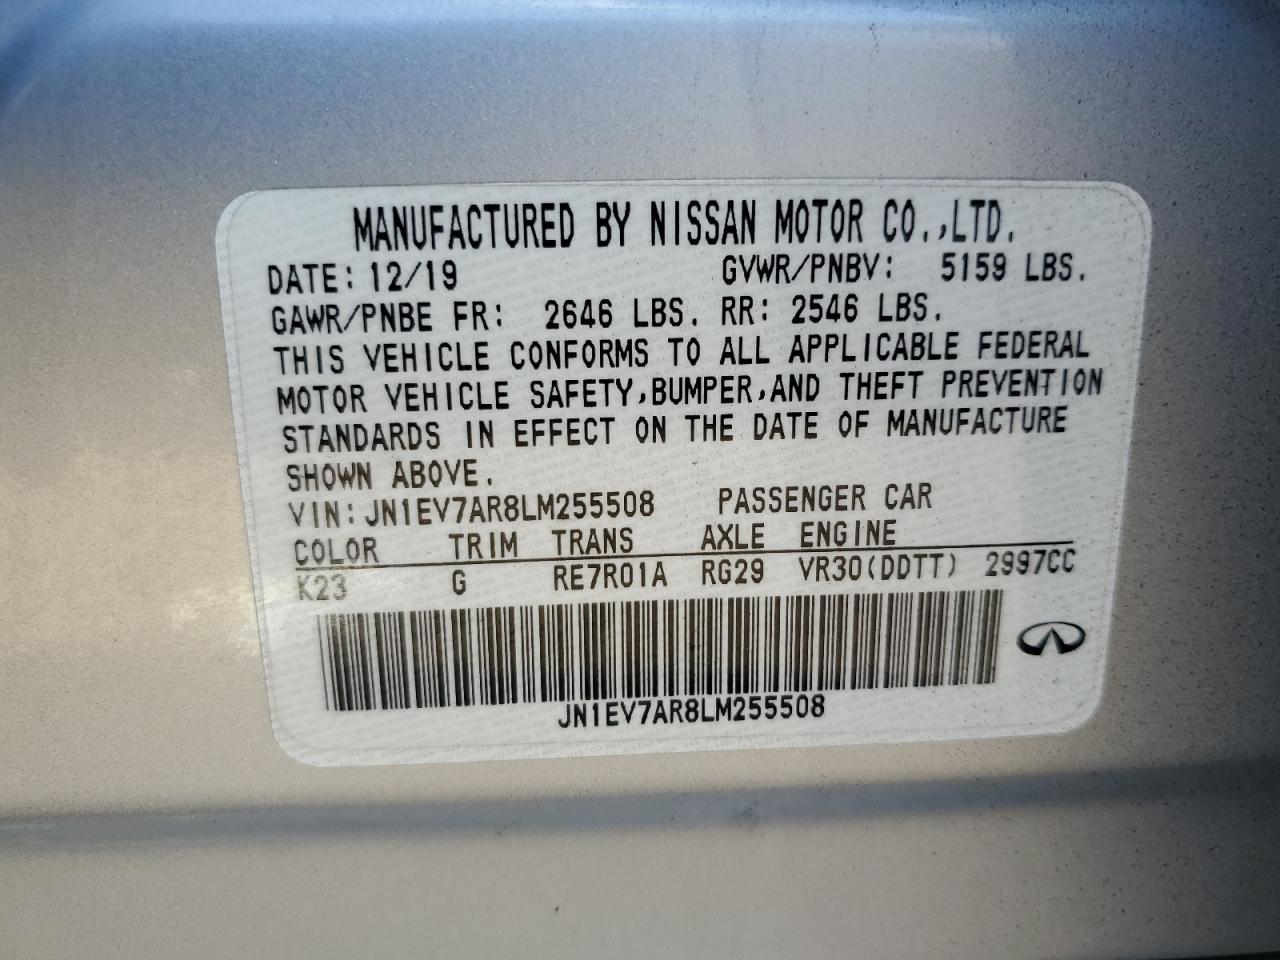 MANUFACTURED BY NISSAN MOTOR CO.,LTD.
DATE: 12/19 GVWR/PNBV: 5159 LBS.
GAWR/PNBE FR: 2646 LBS. RR: 2546 LBS.
THIS VEHICLE CONFORMS TO ALL APPLICABLE FEDERAL
MOTOR VEHICLE SAFETY,BUMPER,AND THEFT PREVENTION
STANDARDS IN EFFECT ON THE DATE OF MANUFACTURE
SHOWN ABOVE.
VIN: JN1EV7AR8LM255508 PASSENGER CAR
COLOR TRIM TRANS AXLE ENGINE
K23 G RE7R01A RG29 VR30(DDTT) 2997CC
JN1EV7AR8LM255508